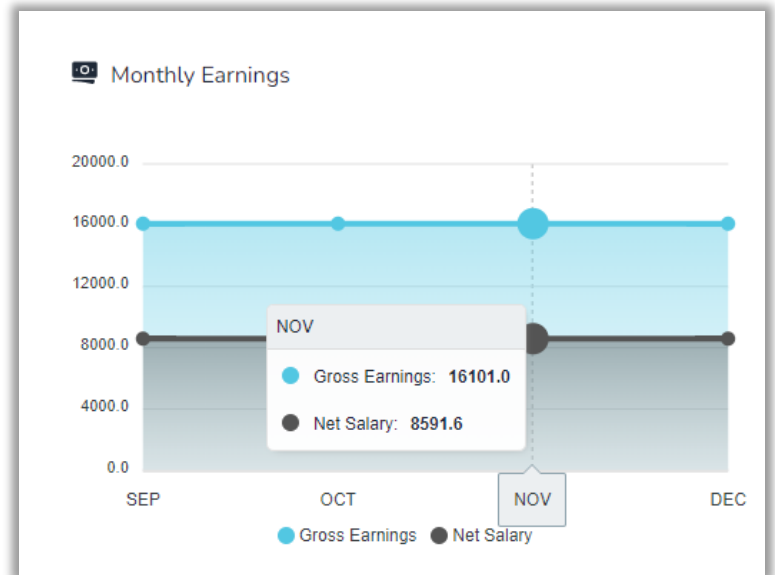 Monthly Earnings
20000.0
16000.0
12000.0
8000.0
4000.0
0.0
NOV
Gross Earnings: 16101.0
Net Salary: 8591.6
SEP OCT NOV DEC
Gross Earnings Net Salary